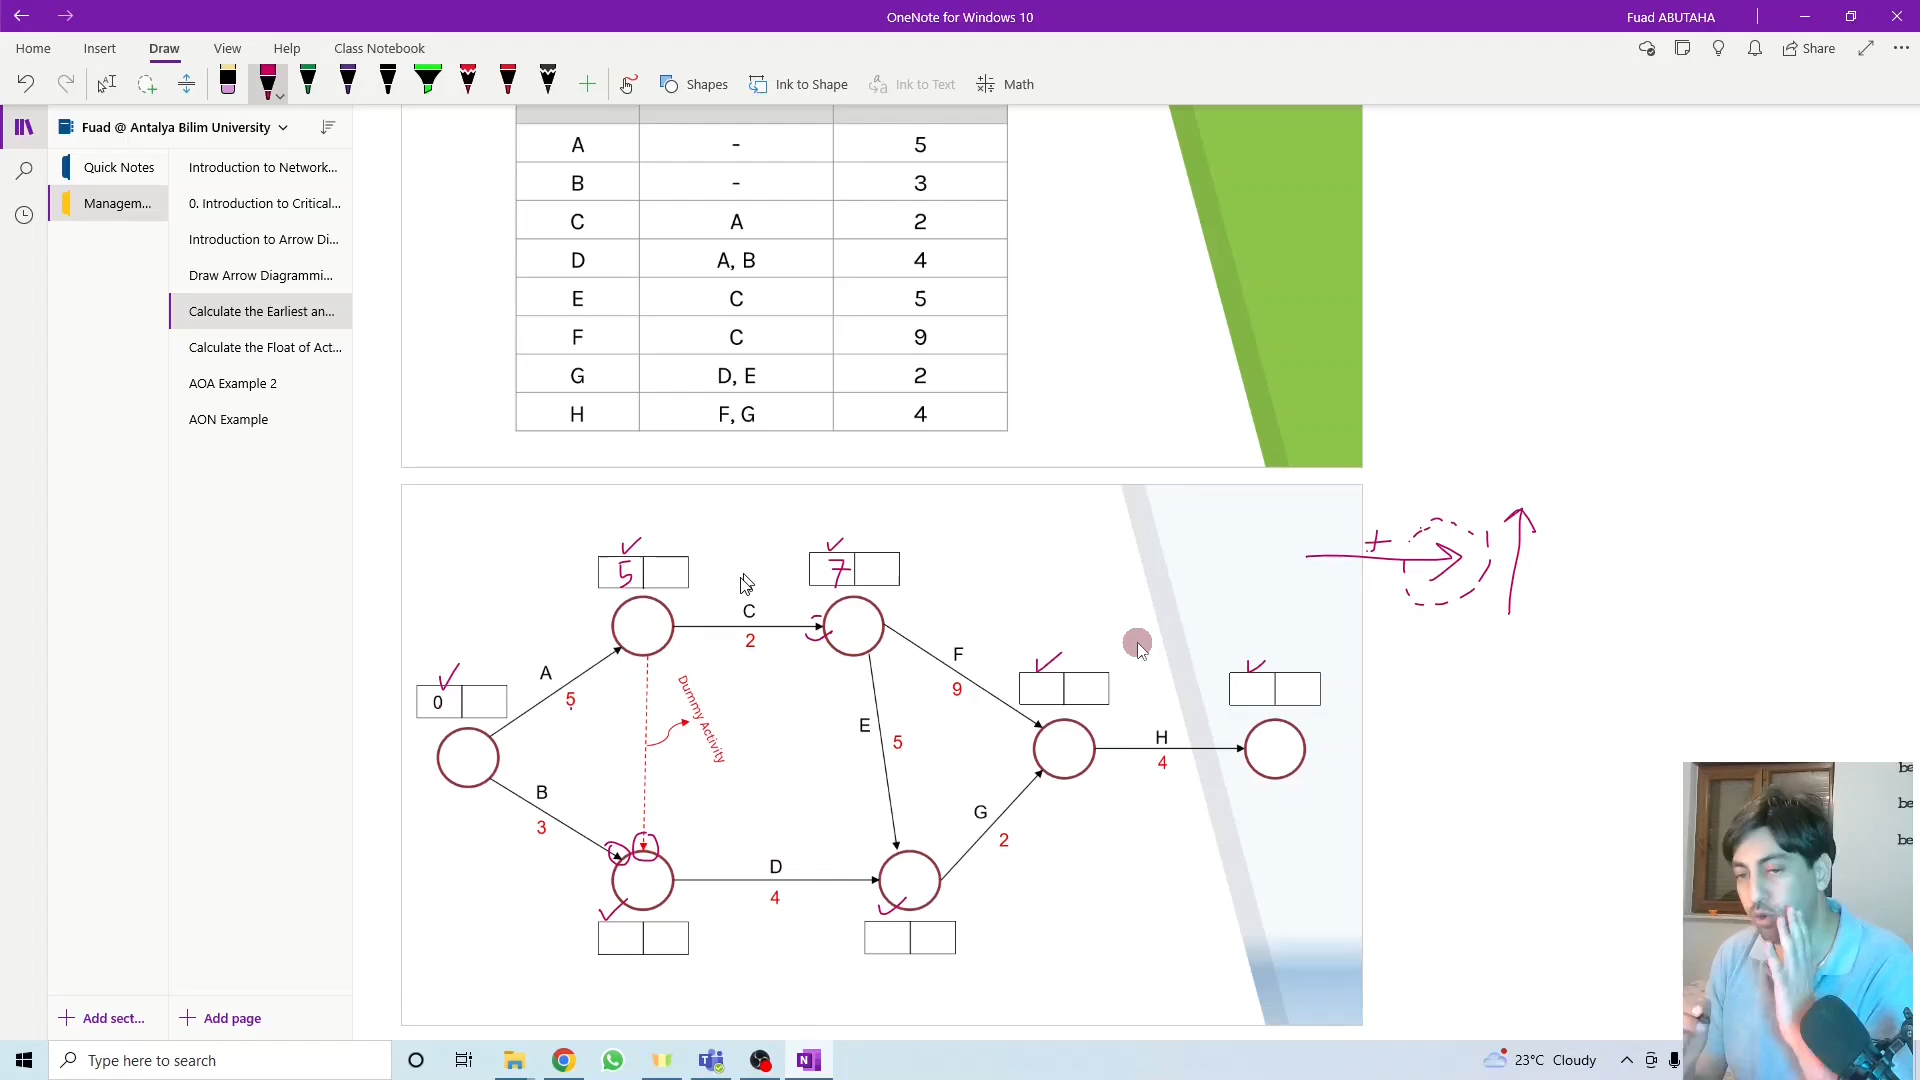 OneNote for Windows 10
Fuad ABUTAHA
Home Insert Draw View Help Class Notebook
Share
Shapes Ink to Shape Ink to Text Math
Fuad @ Antalya Bilim University
Quick Notes
Managem...
Introduction to Network...
0. Introduction to Critical...
Introduction to Arrow Di...
Draw Arrow Diagrammi...
Calculate the Earliest an...
Calculate the Float of Act...
AOA Example 2
AON Example
Add sect...
Add page
A - 5
B - 3
C A 2
D A, B 4
E C 5
F C 9
G D, E 2
H F, G 4
5
7
C
2
A
5
0
Dummy Activity
F
9
E
5
H
4
B
3
G
2
D
4
+
be
be
be
Type here to search
23°C Cloudy